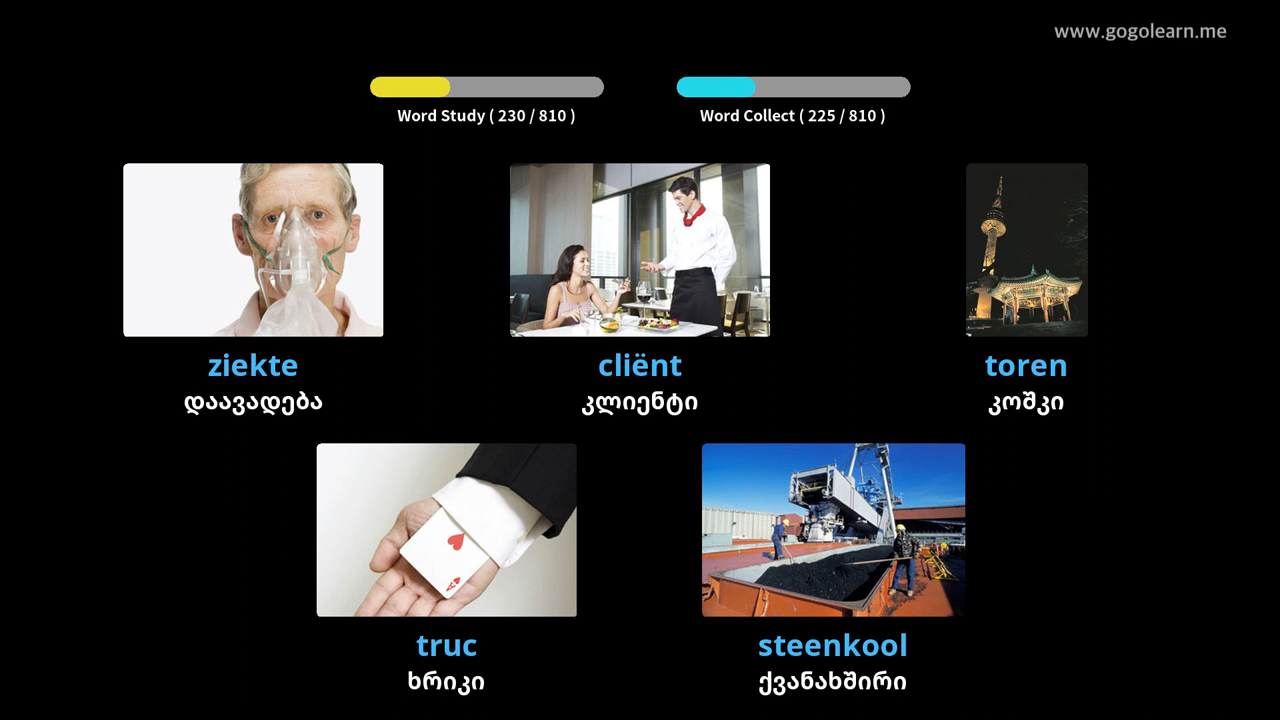 www.gogolearn.me
Word Study ( 230 / 810 )
Word Collect ( 225 / 810 )
ziekte
დაავადება
cliënt
კლიენტი
toren
კოშკი
truc
ხრიკი
steenkool
ქვანახშირი